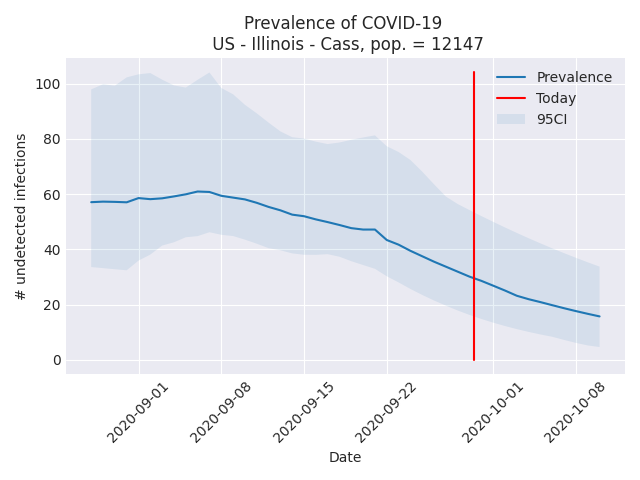 Prevalence of COVID-19
US - Illinois - Cass, pop. = 12147
Prevalence
Today
95CI
# undetected infections
100
80
60
40
20
0
2020-09-01
2020-09-08
2020-09-15
2020-09-22
2020-10-01
2020-10-08
Date